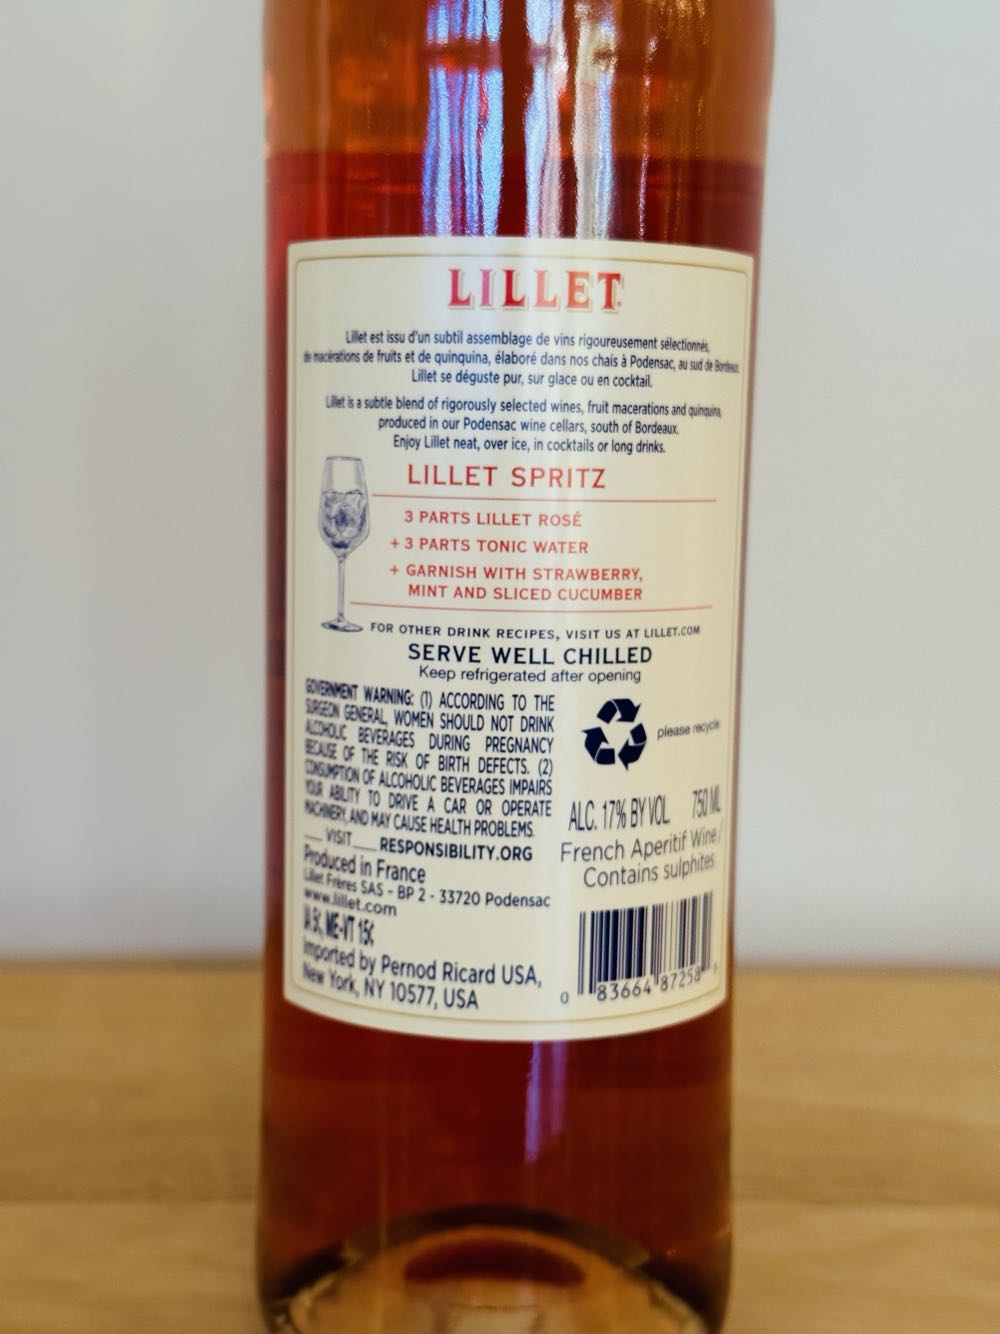 LILLET
Lillet est issu d'un subtil assemblage de vins rigoureusement sélectionnés,
de macérations de fruits et de quinquina, élaboré dans nos chais à Podensac, au sud de Bordeaux.
Lillet se déguste pur, sur glace ou en cocktail.
Lillet is a subtle blend of rigorously selected wines, fruit macerations and quinquina,
produced in our Podensac wine cellars, south of Bordeaux.
Enjoy Lillet neat, over ice, in cocktails or long drinks.
LILLET SPRITZ
3 PARTS LILLET ROSÉ
+ 3 PARTS TONIC WATER
+ GARNISH WITH STRAWBERRY,
MINT AND SLICED CUCUMBER
FOR OTHER DRINK RECIPES, VISIT US AT LILLET.COM
SERVE WELL CHILLED
Keep refrigerated after opening
GOVERNMENT WARNING: (1) ACCORDING TO THE
SURGEON GENERAL, WOMEN SHOULD NOT DRINK
ALCOHOLIC BEVERAGES DURING PREGNANCY
BECAUSE OF THE RISK OF BIRTH DEFECTS. (2)
CONSUMPTION OF ALCOHOLIC BEVERAGES IMPAIRS
YOUR ABILITY TO DRIVE A CAR OR OPERATE
MACHINERY, AND MAY CAUSE HEALTH PROBLEMS.
VISIT RESPONSIBILITY.ORG
Produced in France
Lillet Frères SAS - BP 2 - 33720 Podensac
www.lillet.com
IA 5¢, ME-VT 15¢
Imported by Pernod Ricard USA,
New York, NY 10577, USA
please recycle
ALC. 17% BY VOL. 750 ML
French Aperitif Wine /
Contains sulphites
0 83664 87258